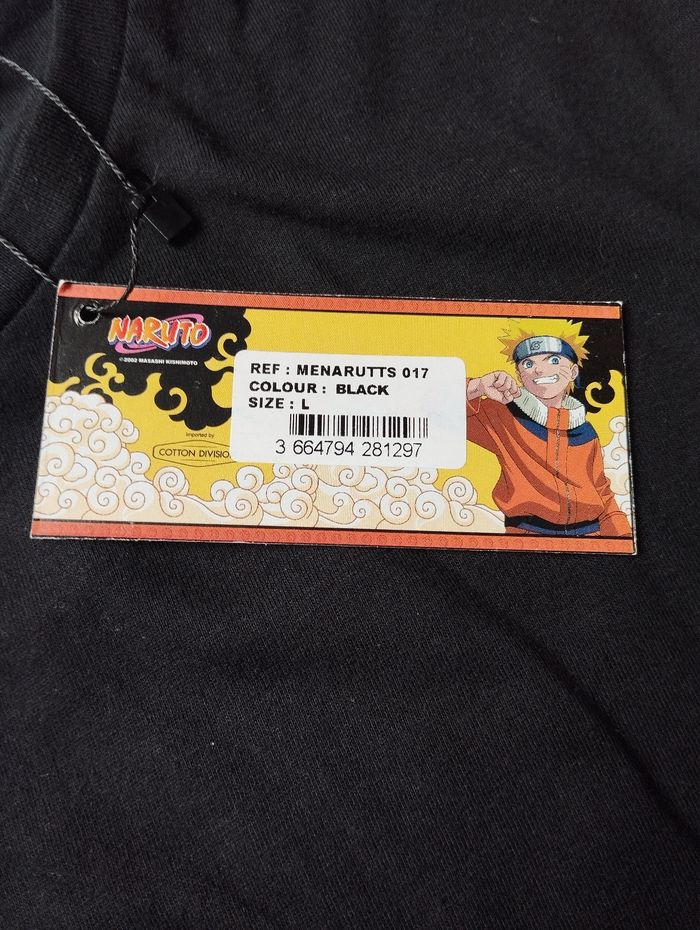 NARUTO
©2002 MASASHI KISHIMOTO
REF : MENARUTTS 017
COLOUR : BLACK
SIZE : L
3 664794 281297
Imported by
COTTON DIVISION